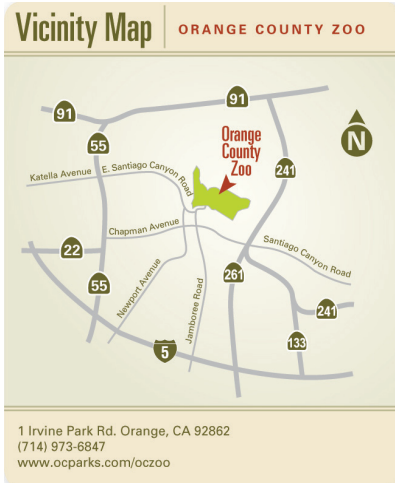 Vicinity Map
ORANGE COUNTY ZOO
91
91
55
Orange
County
Zoo
N
241
Katella Avenue
E. Santiago Canyon Road
Chapman Avenue
Santiago Canyon Road
22
55
Newport Avenue
Jamboree Road
261
241
133
5
1 Irvine Park Rd. Orange, CA 92862
(714) 973-6847
www.ocparks.com/oczoo